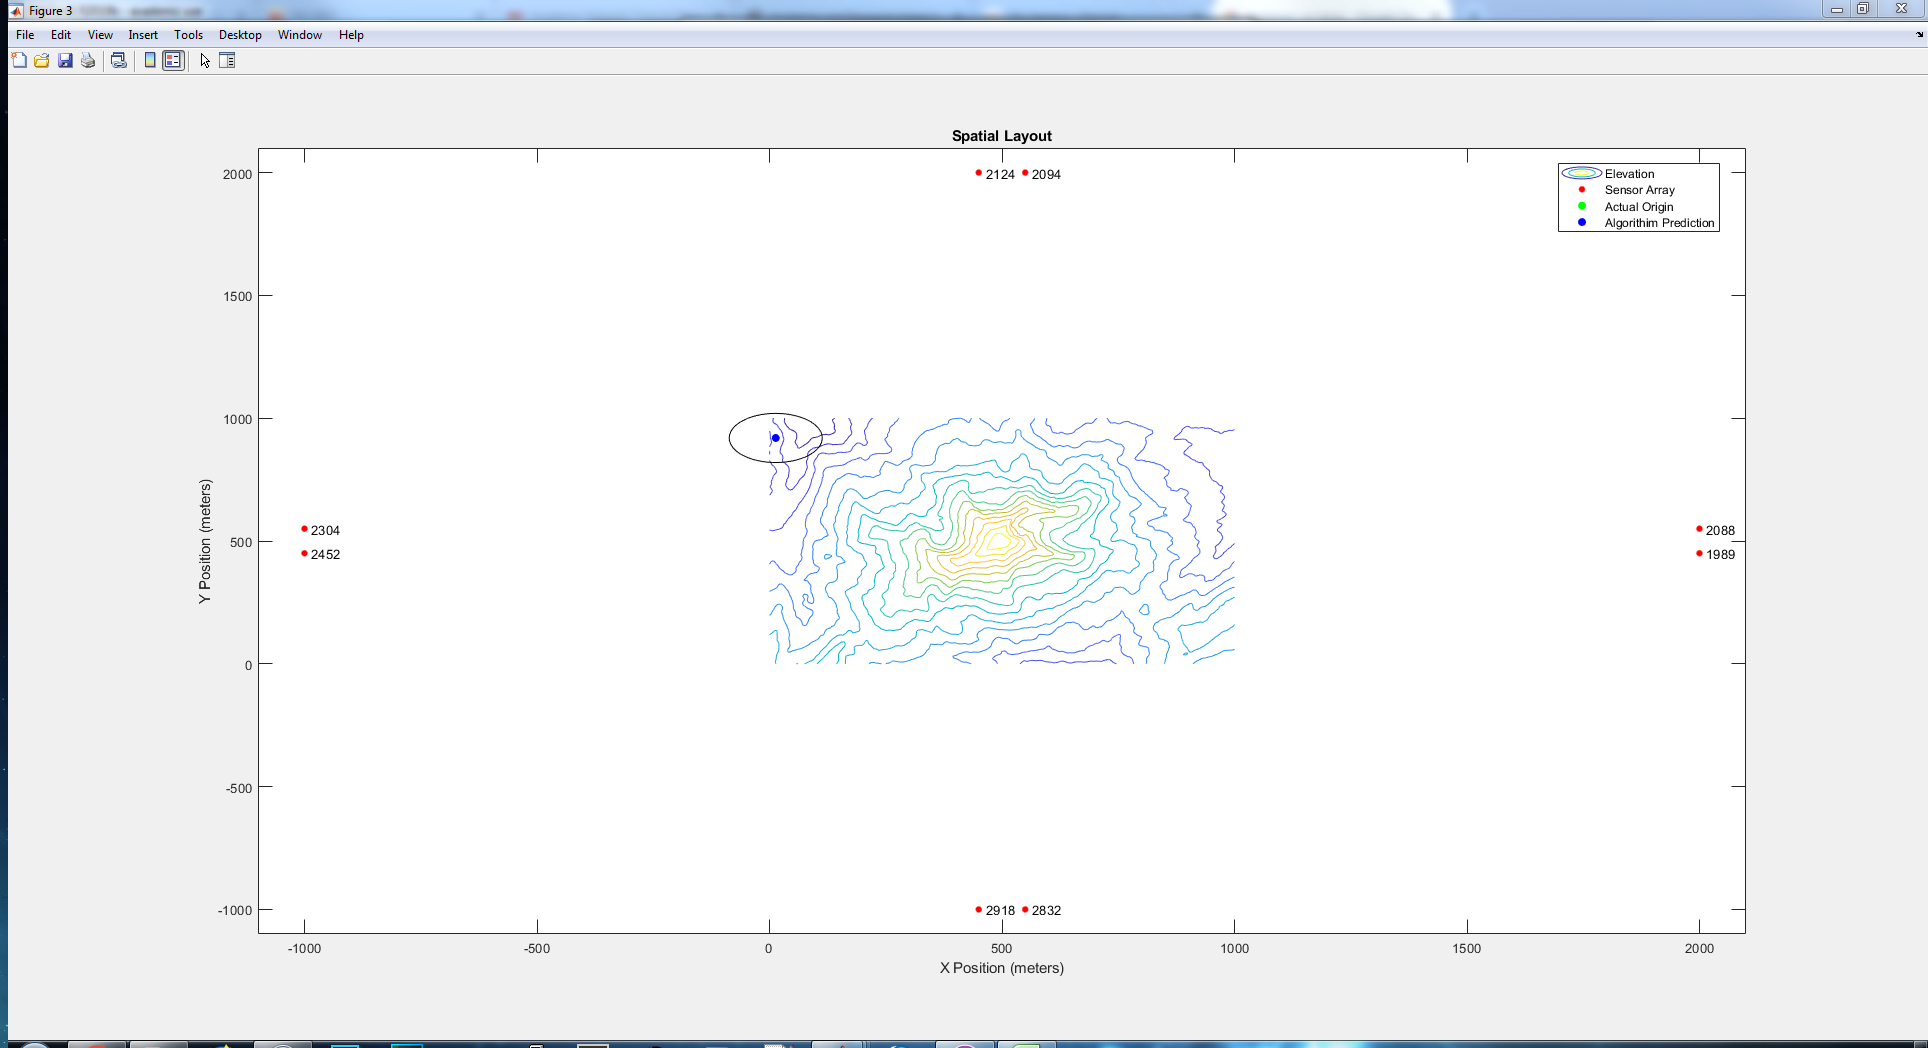 Figure 3
File Edit View Insert Tools Desktop Window Help
Spatial Layout
2000
1500
1000
500
0
-500
-1000
Y Position (meters)
2124
2094
Elevation
Sensor Array
Actual Origin
Algorithim Prediction
2304
2452
2088
1989
2918
2832
-1000 -500 0 500 1000 1500 2000
X Position (meters)